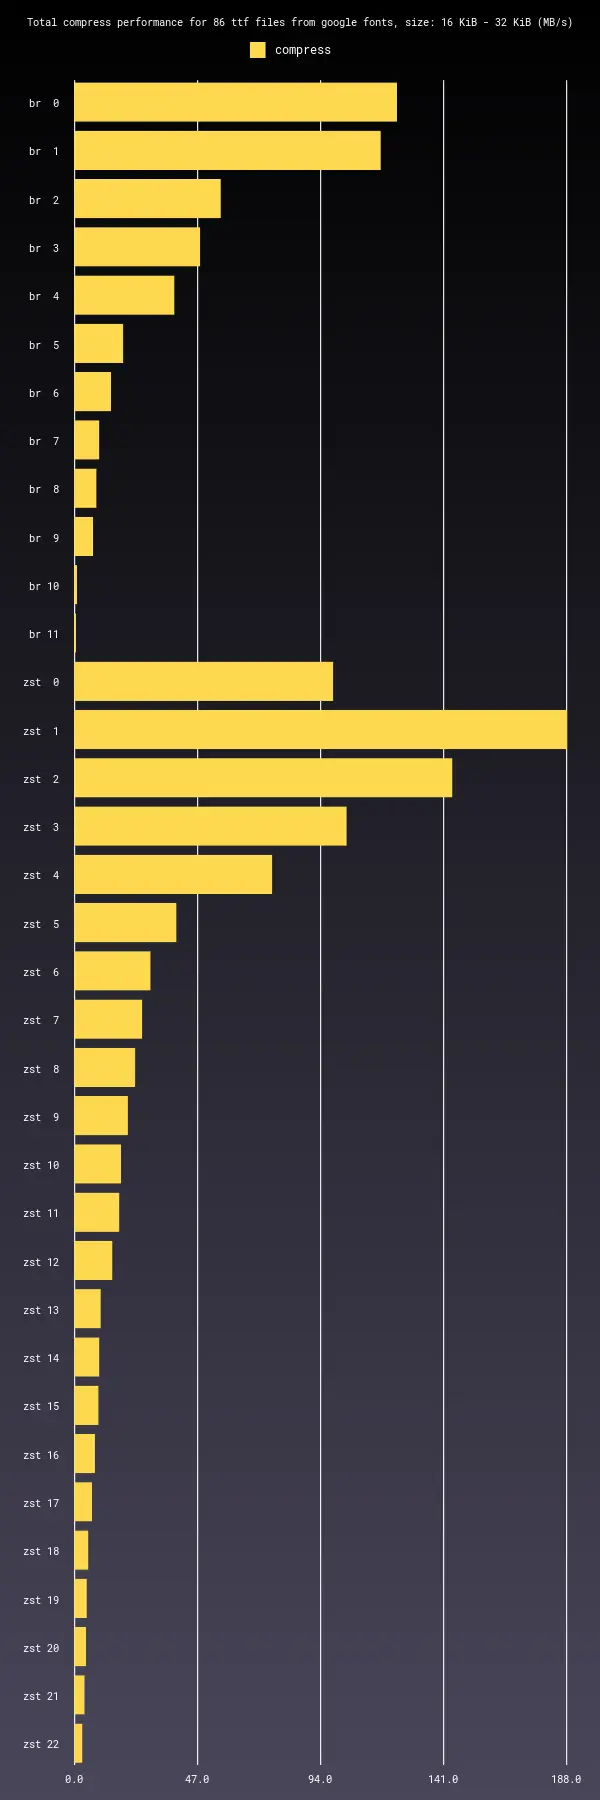 Total compress performance for 86 ttf files from google fonts, size: 16 KiB - 32 KiB (MB/s)
compress
br 0
br 1
br 2
br 3
br 4
br 5
br 6
br 7
br 8
br 9
br 10
br 11
zst 0
zst 1
zst 2
zst 3
zst 4
zst 5
zst 6
zst 7
zst 8
zst 9
zst 10
zst 11
zst 12
zst 13
zst 14
zst 15
zst 16
zst 17
zst 18
zst 19
zst 20
zst 21
zst 22
0.0 47.0 94.0 141.0 188.0